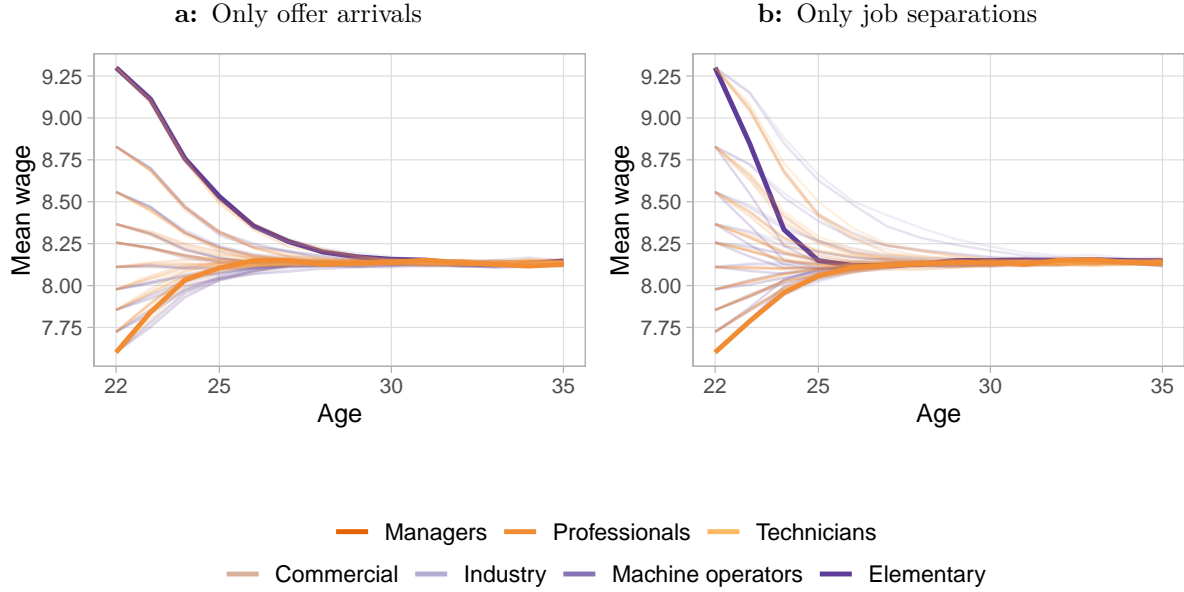 a: Only offer arrivals
b: Only job separations
Mean wage
9.25
9.00
8.75
8.50
8.25
8.00
7.75
22
25
30
35
Age
Mean wage
9.25
9.00
8.75
8.50
8.25
8.00
7.75
22
25
30
35
Age
Managers Professionals Technicians
Commercial Industry Machine operators Elementary